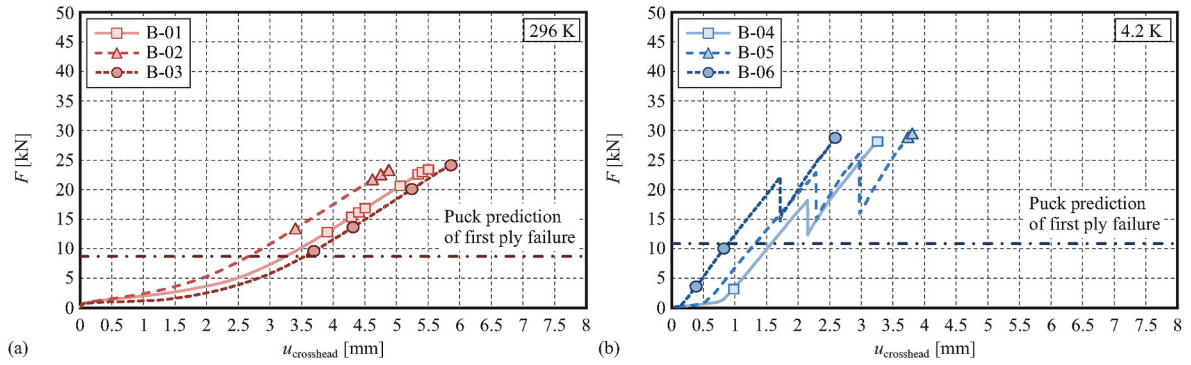 50
45
40
35
30
25
20
15
10
5
0
F [kN]
B-01
B-02
B-03
296 K
Puck prediction
of first ply failure
0 0.5 1 1.5 2 2.5 3 3.5 4 4.5 5 5.5 6 6.5 7 7.5 8
(a)
u crosshead [mm]
50
45
40
35
30
25
20
15
10
5
0
F [kN]
B-04
B-05
B-06
4.2 K
Puck prediction
of first ply failure
0 0.5 1 1.5 2 2.5 3 3.5 4 4.5 5 5.5 6 6.5 7 7.5 8
(b)
u crosshead [mm]